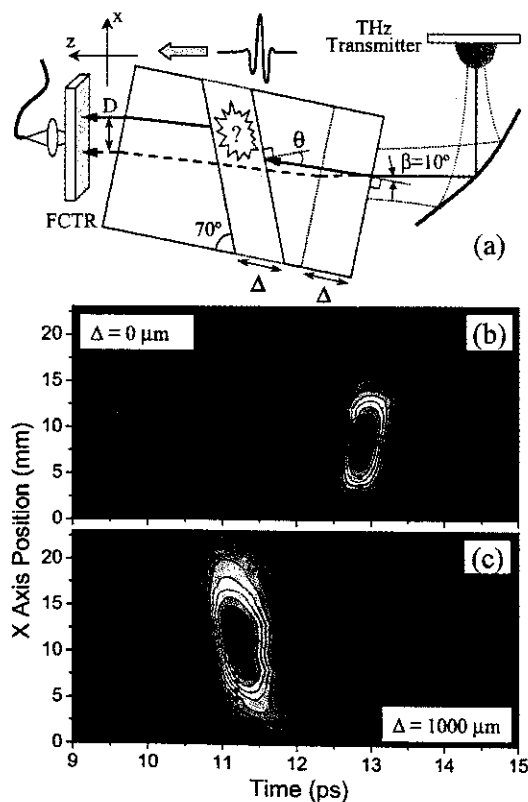 x
z
THz
Transmitter
D
?
θ
β=10°
FCTR
70°
Δ
Δ
(a)
Δ = 0 μm
(b)
20
15
10
5
0
(c)
20
15
10
5
0
Δ = 1000 μm
X Axis Position (mm)
9 10 11 12 13 14 15
Time (ps)